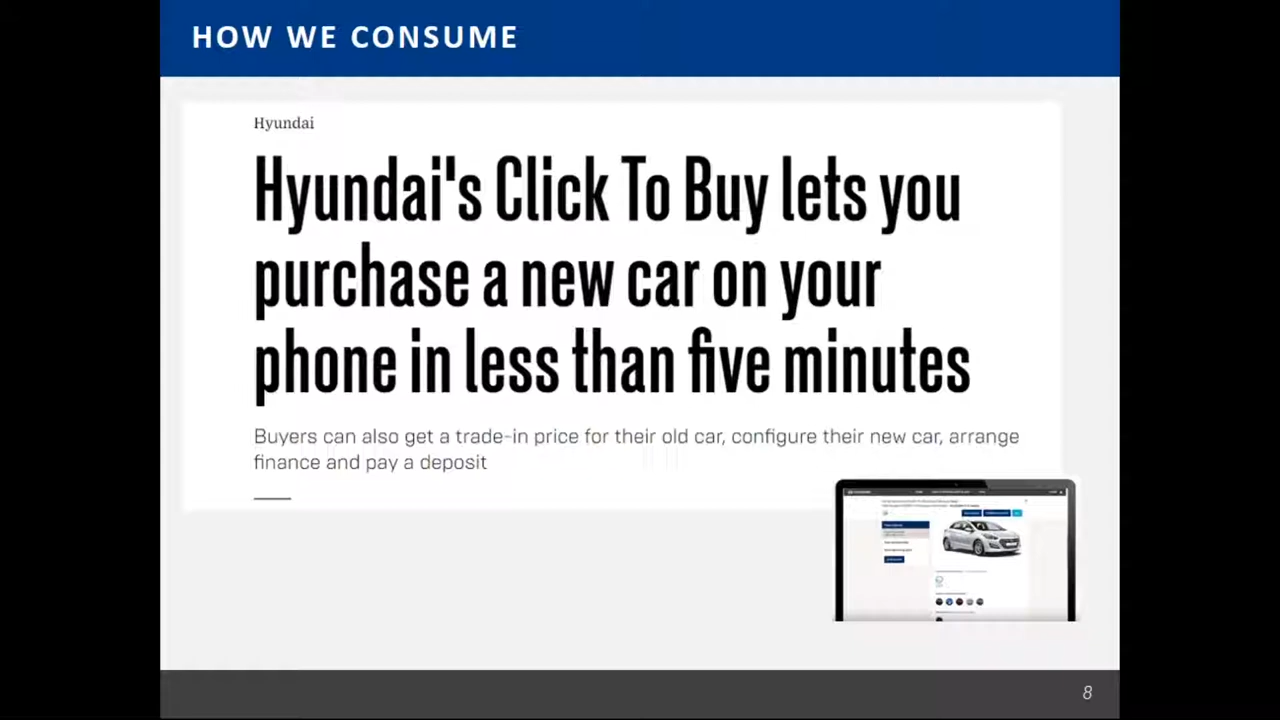 HOW WE CONSUME
Hyundai
Hyundai's Click To Buy lets you
purchase a new car on your
phone in less than five minutes
Buyers can also get a trade-in price for their old car, configure their new car, arrange
finance and pay a deposit
8